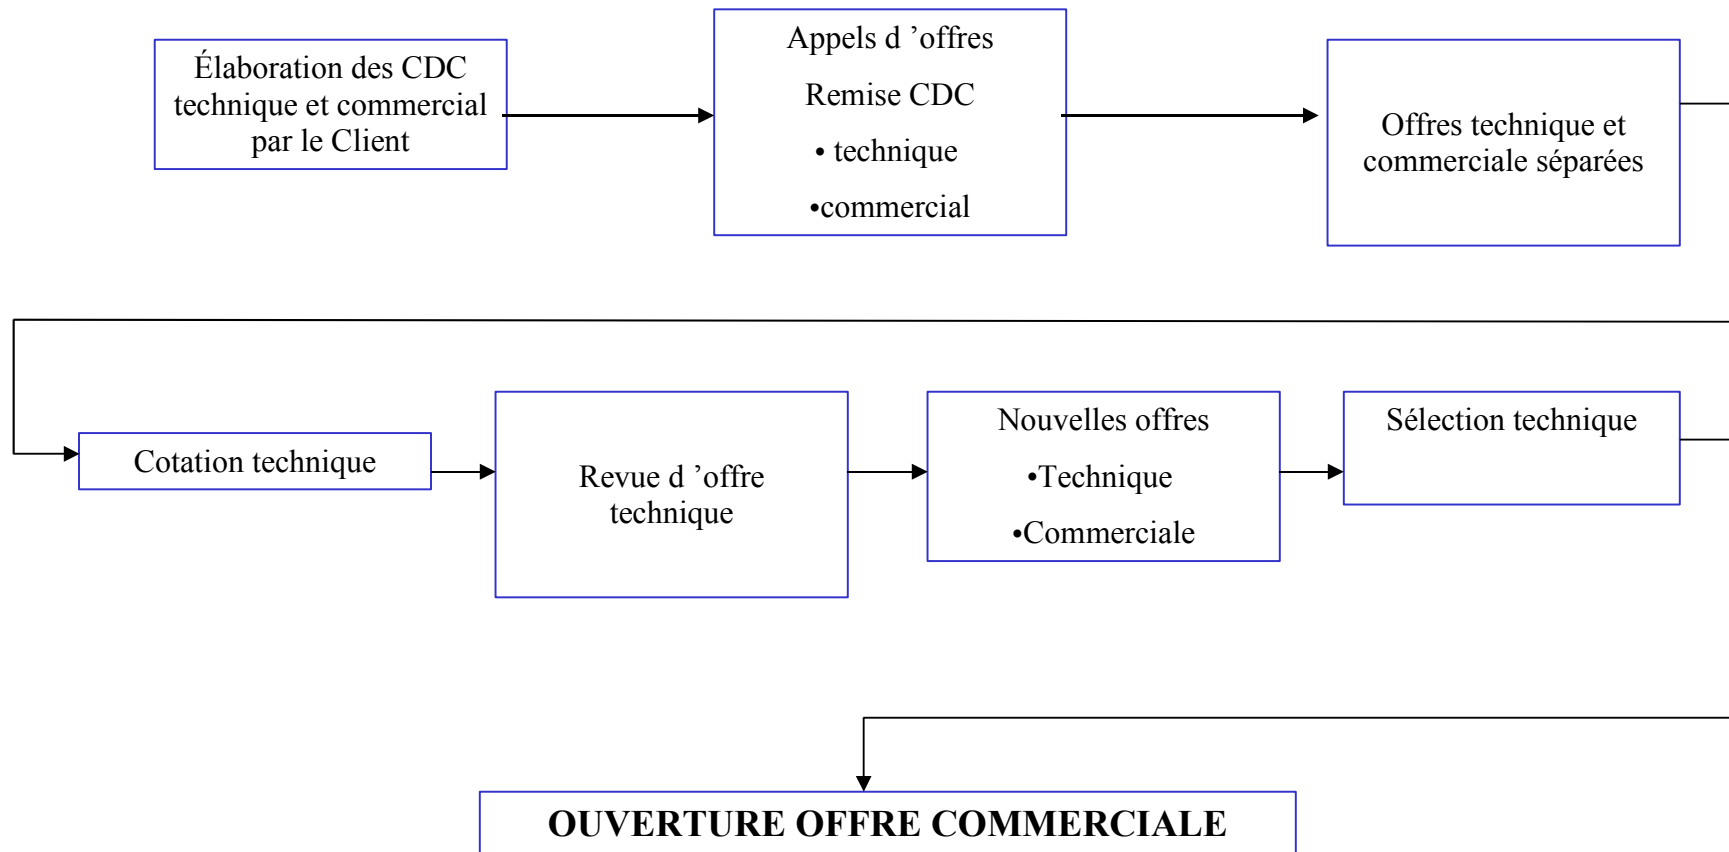 Élaboration des CDC
technique et commercial
par le Client
Appels d ’offres
Remise CDC
• technique
•commercial
Offres technique et
commerciale séparées
Cotation technique
Revue d ’offre
technique
Nouvelles offres
•Technique
•Commerciale
Sélection technique
OUVERTURE OFFRE COMMERCIALE